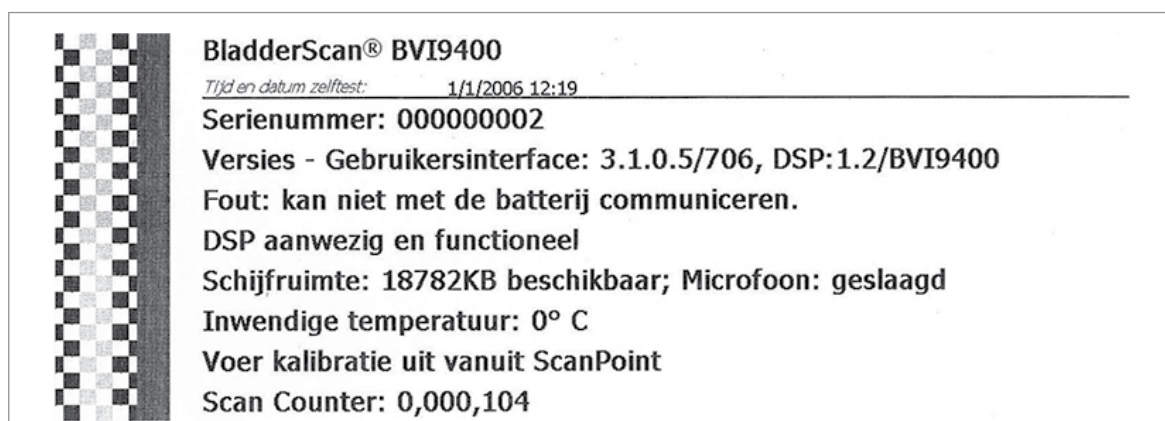 BladderScan® BVI9400
Tijd en datum zelftest: 1/1/2006 12:19
Serienummer: 000000002
Versies - Gebruikersinterface: 3.1.0.5/706, DSP:1.2/BVI9400
Fout: kan niet met de batterij communiceren.
DSP aanwezig en functioneel
Schijfruimte: 18782KB beschikbaar; Microfoon: geslaagd
Inwendige temperatuur: 0° C
Voer kalibratie uit vanuit ScanPoint
Scan Counter: 0,000,104